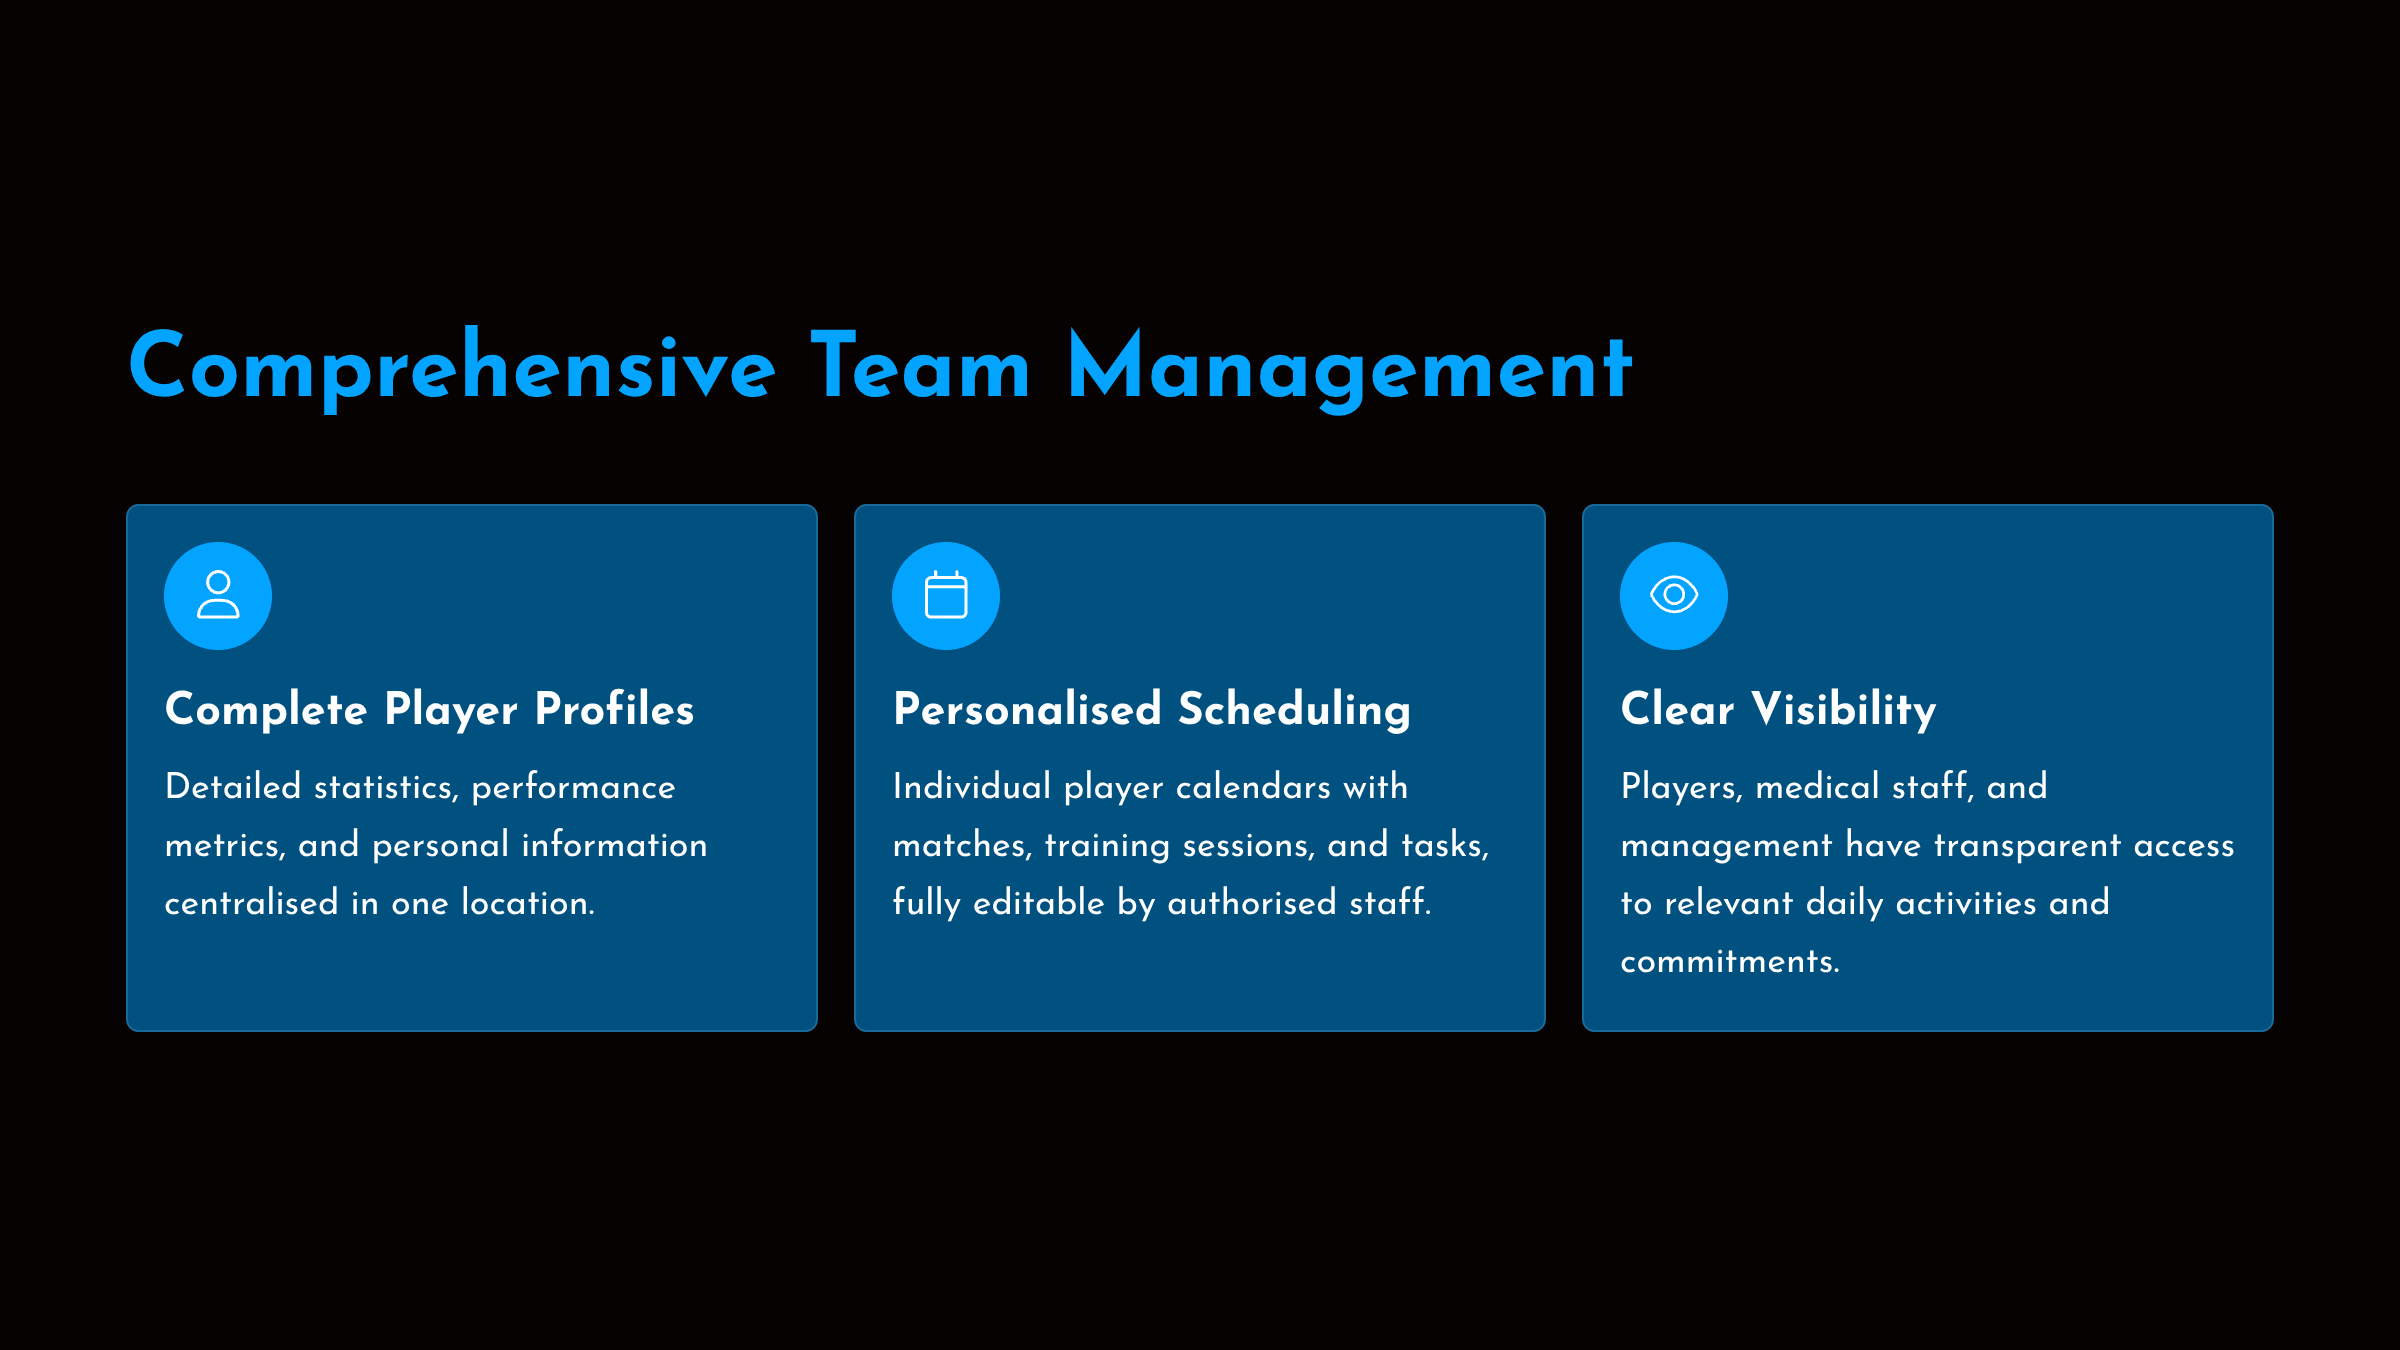 Comprehensive Team Management
Complete Player Profiles
Detailed statistics, performance
metrics, and personal information
centralised in one location.
Personalised Scheduling
Individual player calendars with
matches, training sessions, and tasks,
fully editable by authorised staff.
Clear Visibility
Players, medical staff, and
management have transparent access
to relevant daily activities and
commitments.